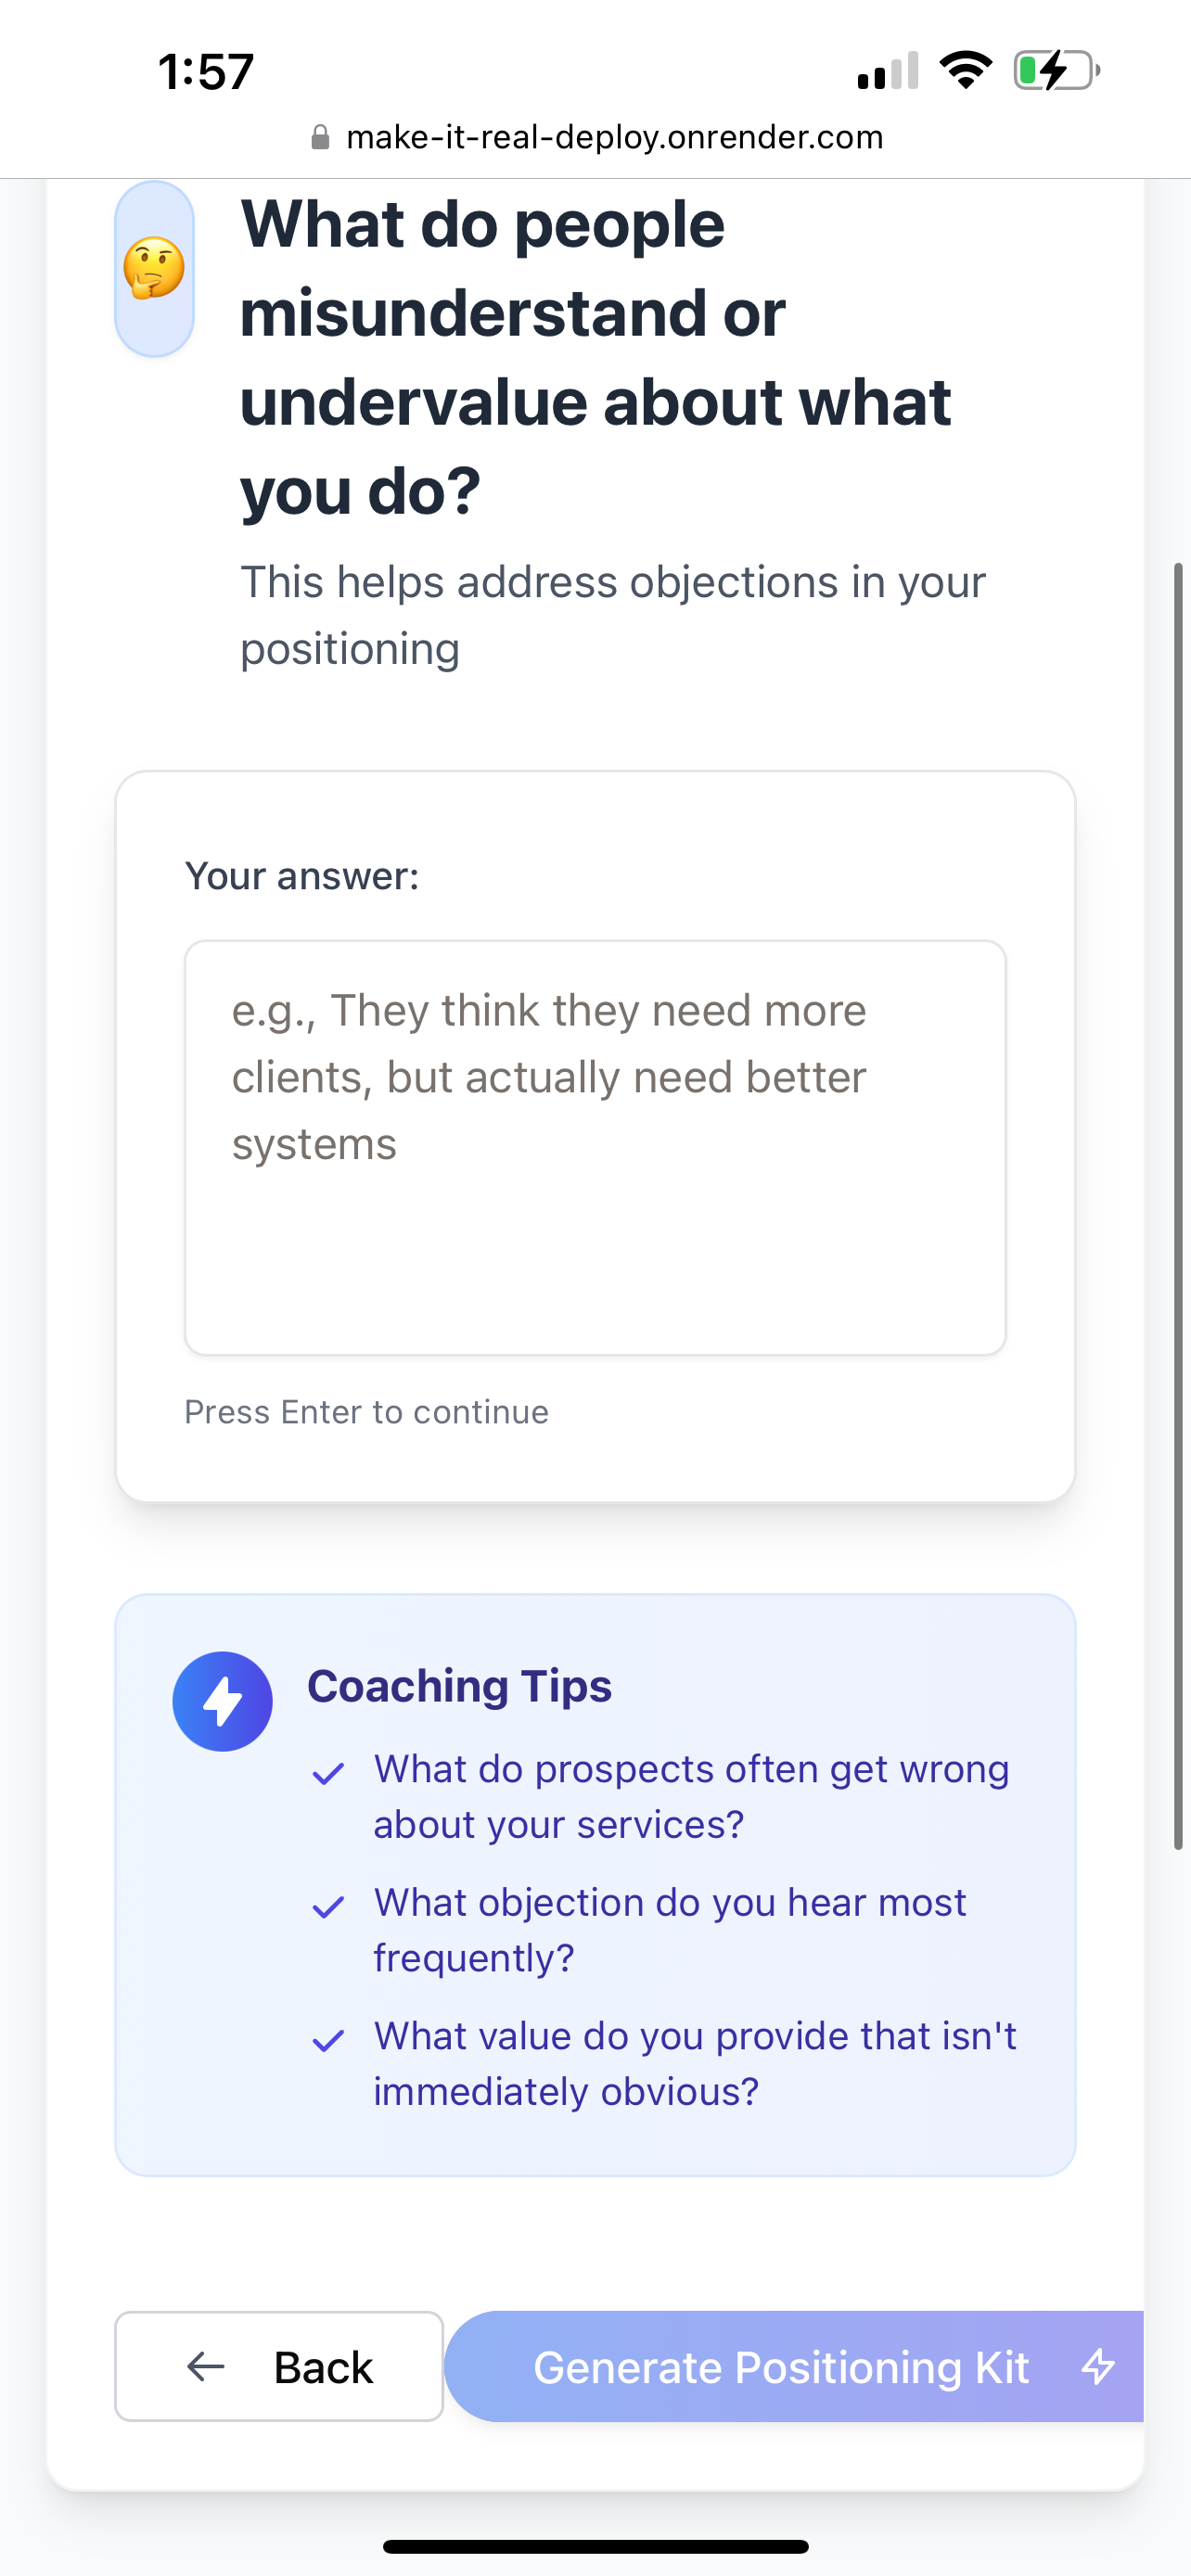 1:57
make-it-real-deploy.onrender.com
What do people
misunderstand or
undervalue about what
you do?
This helps address objections in your
positioning
Your answer:
e.g., They think they need more
clients, but actually need better
systems
Press Enter to continue
Coaching Tips
What do prospects often get wrong
about your services?
What objection do you hear most
frequently?
What value do you provide that isn't
immediately obvious?
Back
Generate Positioning Kit